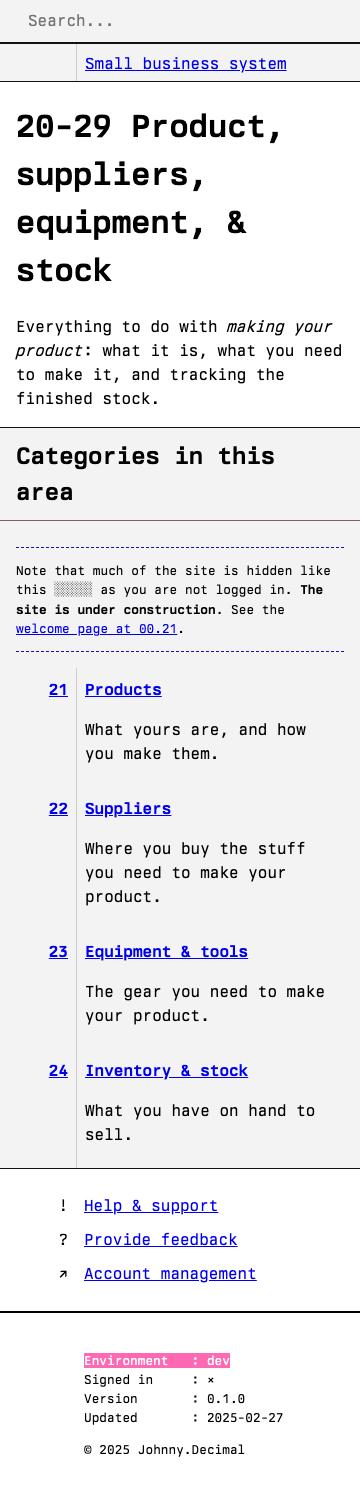 Search...
Small business system
20-29 Product,
suppliers,
equipment, &
stock
Everything to do with making your
product: what it is, what you need
to make it, and tracking the
finished stock.
Categories in this
area
Note that much of the site is hidden like
this ░░░░░ as you are not logged in. The
site is under construction. See the
welcome page at 00.21.
21 Products
What yours are, and how
you make them.
22 Suppliers
Where you buy the stuff
you need to make your
product.
23 Equipment & tools
The gear you need to make
your product.
24 Inventory & stock
What you have on hand to
sell.
! Help & support
? Provide feedback
↗ Account management
Environment : dev
Signed in : ×
Version : 0.1.0
Updated : 2025-02-27
© 2025 Johnny.Decimal